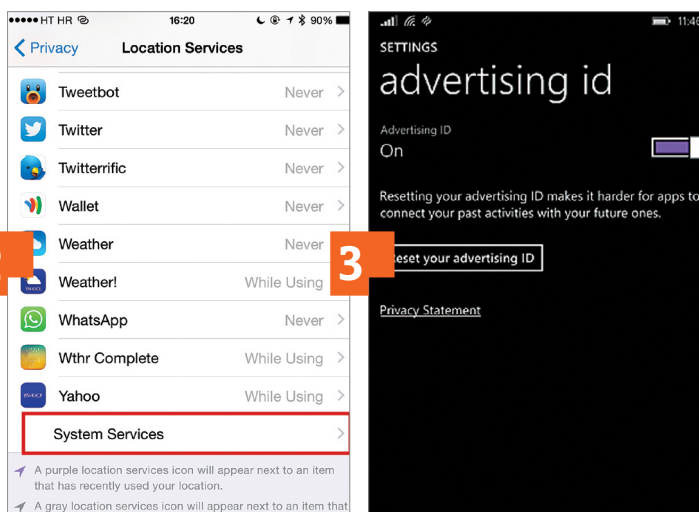 HT HR 16:20 90%
Privacy Location Services
Tweetbot Never
Twitter Never
Twitterrific Never
Wallet Never
Weather Never
Weather! While Using
WhatsApp Never
Wthr Complete While Using
YAHOO! Yahoo While Using
System Services
A purple location services icon will appear next to an item
that has recently used your location.
A gray location services icon will appear next to an item that
3
11:46
SETTINGS
advertising id
Advertising ID
On
Resetting your advertising ID makes it harder for apps to
connect your past activities with your future ones.
eset your advertising ID
Privacy Statement